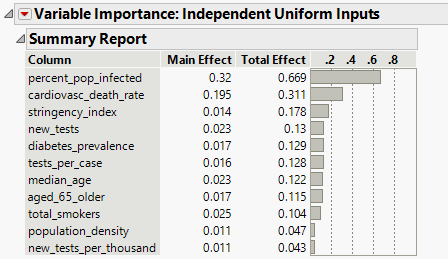 Variable Importance: Independent Uniform Inputs
Summary Report
Column Main Effect Total Effect .2 .4 .6 .8
percent_pop_infected 0.32 0.669
cardiovasc_death_rate 0.195 0.311
stringency_index 0.014 0.178
new_tests 0.023 0.13
diabetes_prevalence 0.017 0.129
tests_per_case 0.016 0.128
median_age 0.023 0.122
aged_65_older 0.017 0.115
total_smokers 0.025 0.104
population_density 0.011 0.047
new_tests_per_thousand 0.011 0.043